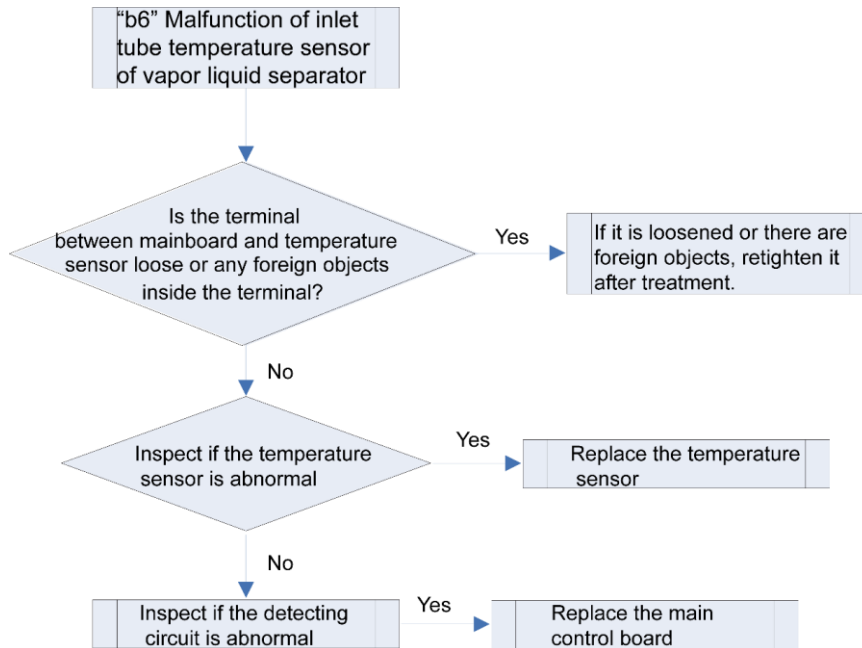 “b6” Malfunction of inlet
tube temperature sensor
of vapor liquid separator
Is the terminal
between mainboard and temperature
sensor loose or any foreign objects
inside the terminal?
Yes
If it is loosened or there are
foreign objects, retighten it
after treatment.
No
Inspect if the temperature
sensor is abnormal
Yes
Replace the temperature
sensor
No
Inspect if the detecting
circuit is abnormal
Yes
Replace the main
control board